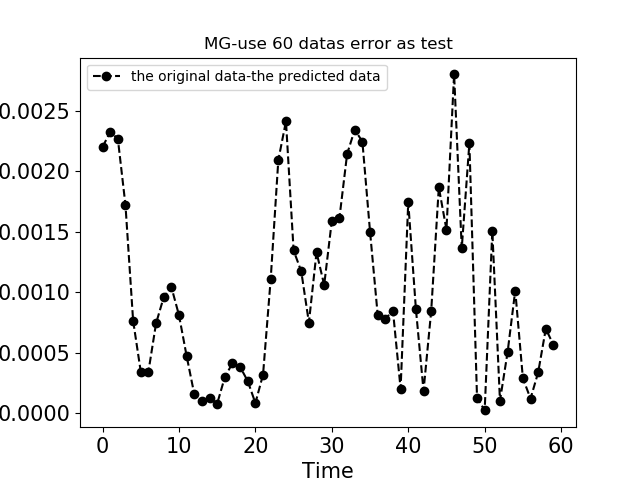 MG-use 60 datas error as test
the original data-the predicted data
0.0025
0.0020
0.0015
0.0010
0.0005
0.0000
0 10 20 30 40 50 60
Time